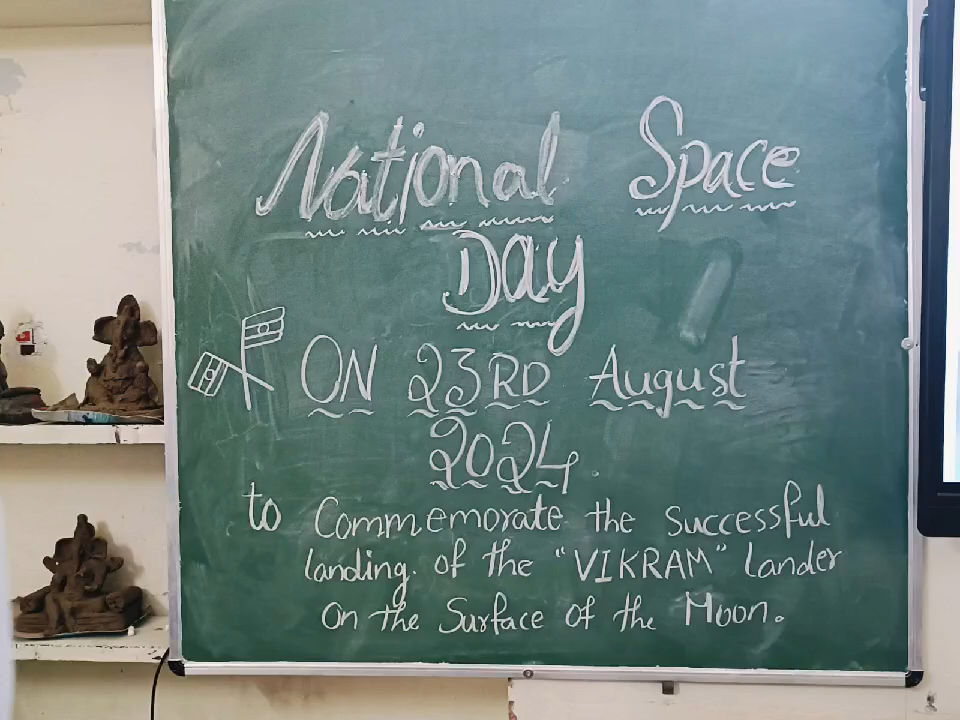 National Space
Day
ON 23RD August
2024.
to Commemorate the successful
landing. of the "VIKRAM" lander
on the Surface of the Moon.